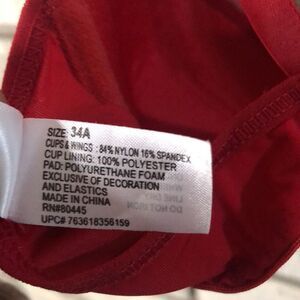 SIZE: 34A
CUPS & WINGS : 84% NYLON 16% SPANDEX
CUP LINING: 100% POLYESTER
PAD: POLYURETHANE FOAM
EXCLUSIVE OF DECORATION
AND ELASTICS
MADE IN CHINA
RN#80445
UPC# 763618356159